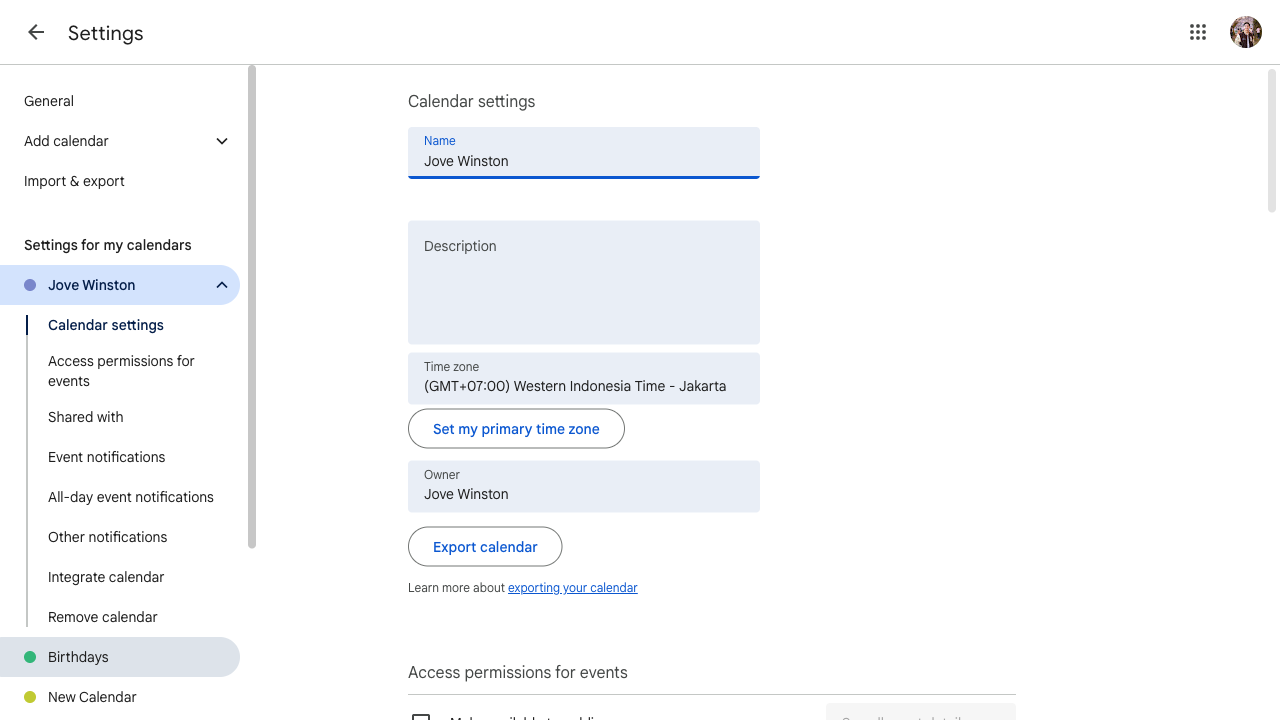 Settings
General
Add calendar
Import & export
Settings for my calendars
Jove Winston
Calendar settings
Access permissions for
events
Shared with
Event notifications
All-day event notifications
Other notifications
Integrate calendar
Remove calendar
Birthdays
New Calendar
Calendar settings
Name
Jove Winston
Description
Time zone
(GMT+07:00) Western Indonesia Time - Jakarta
Set my primary time zone
Owner
Jove Winston
Export calendar
Learn more about exporting your calendar
Access permissions for events